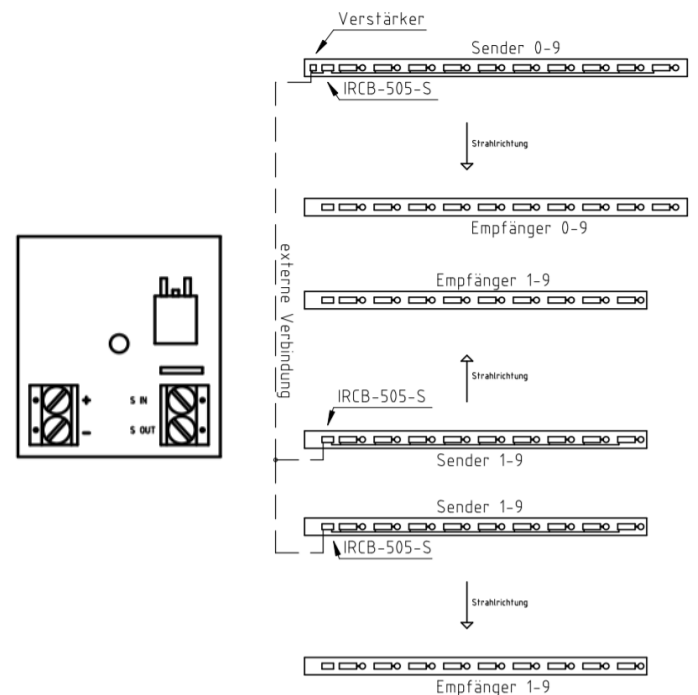 Verstärker
Sender 0-9
IRCB-505-S
Strahlrichtung
Empfänger 0-9
externe Verbindung
Empfänger 1-9
Strahlrichtung
IRCB-505-S
Sender 1-9
Sender 1-9
IRCB-505-S
Strahlrichtung
Empfänger 1-9
+ S IN
- S OUT